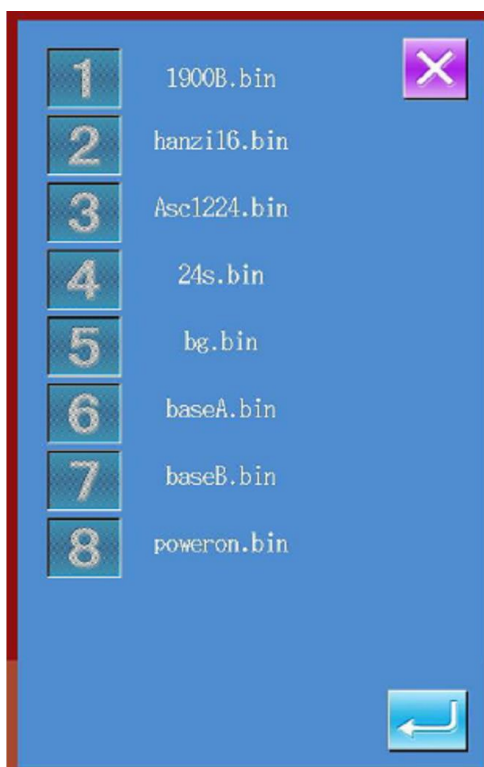 1 1900B.bin
2 hanzi16.bin
3 Asc1224.bin
4 24s.bin
5 bg.bin
6 baseA.bin
7 baseB.bin
8 poweron.bin